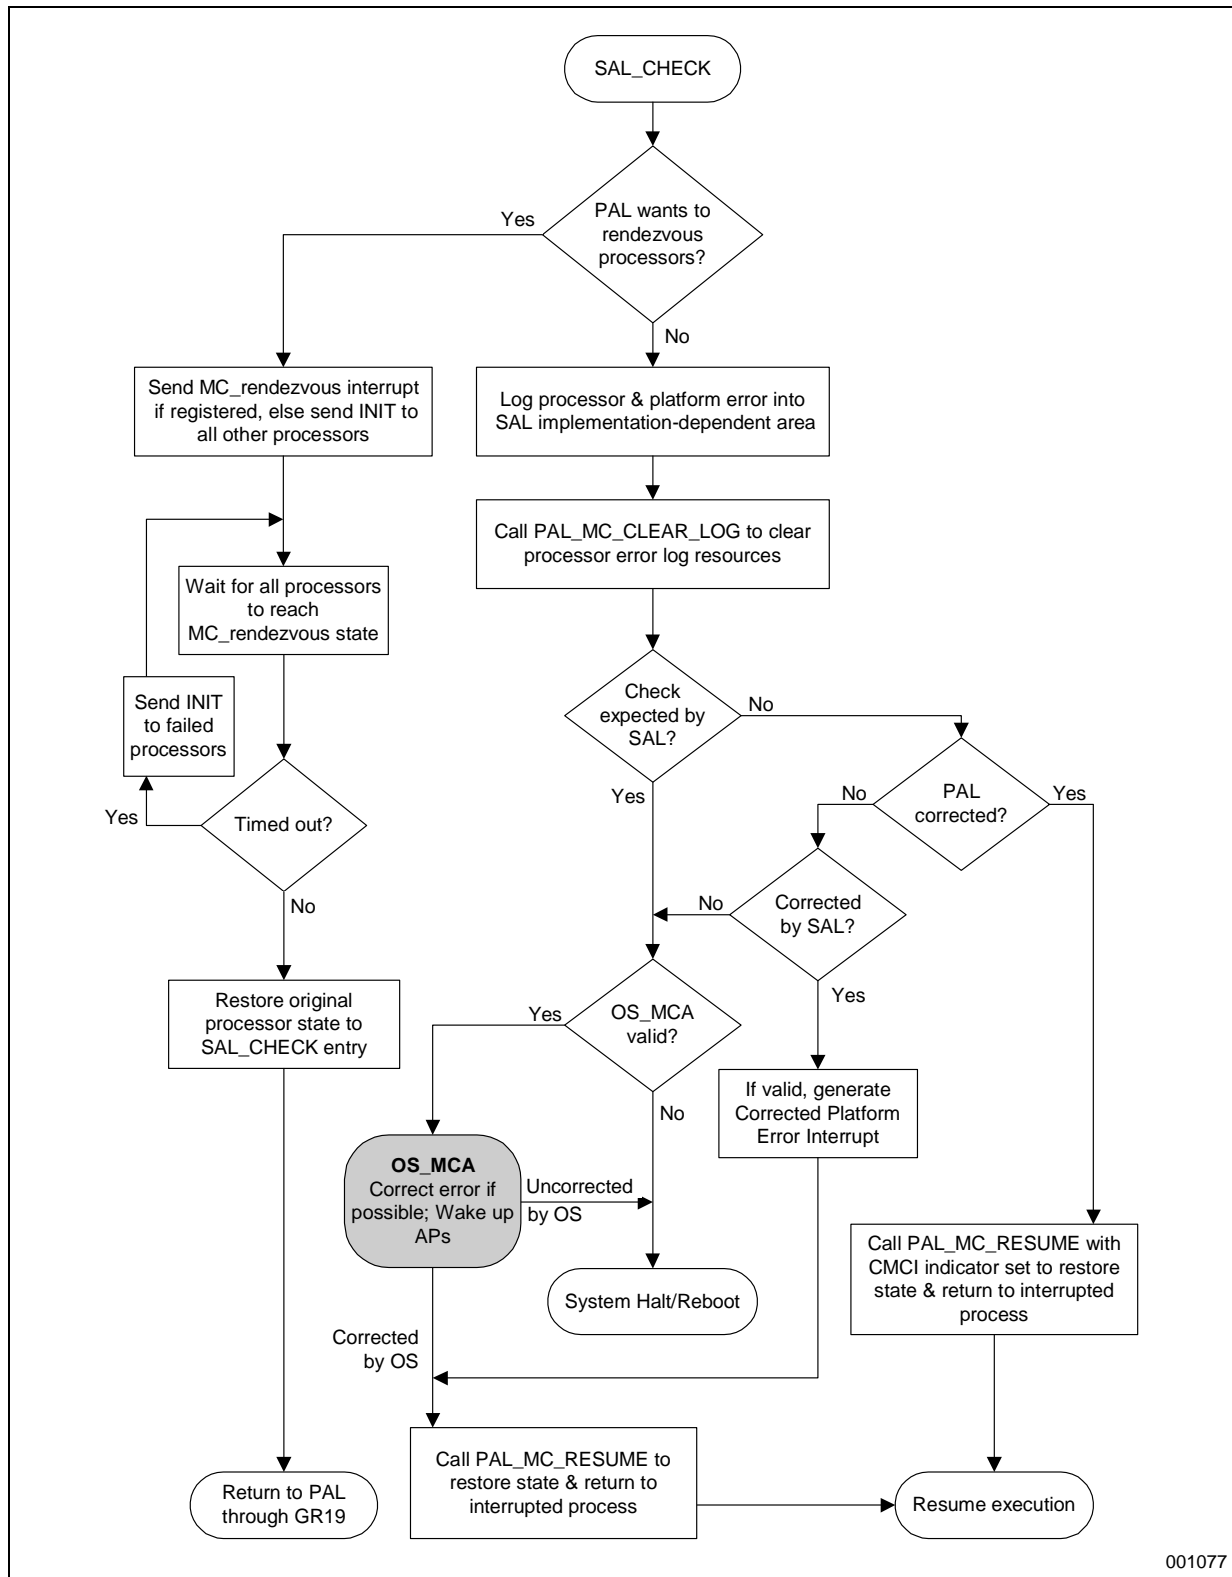 SAL_CHECK
PAL wants to
rendezvous
processors?
Yes
No
Send MC_rendezvous interrupt
if registered, else send INIT to
all other processors
Log processor & platform error into
SAL implementation-dependent area
Call PAL_MC_CLEAR_LOG to clear
processor error log resources
Wait for all processors
to reach
MC_rendezvous state
Send INIT
to failed
processors
Check
expected by
SAL?
No
Yes
PAL
corrected?
No
Yes
Timed out?
Yes
No
Corrected
by SAL?
No
Yes
Restore original
processor state to
SAL_CHECK entry
OS_MCA
valid?
Yes
No
If valid, generate
Corrected Platform
Error Interrupt
OS_MCA
Correct error if
possible; Wake up
APs
Uncorrected
by OS
Call PAL_MC_RESUME with
CMCI indicator set to restore
state & return to interrupted
process
System Halt/Reboot
Corrected
by OS
Call PAL_MC_RESUME to
restore state & return to
interrupted process
Return to PAL
through GR19
Resume execution
001077